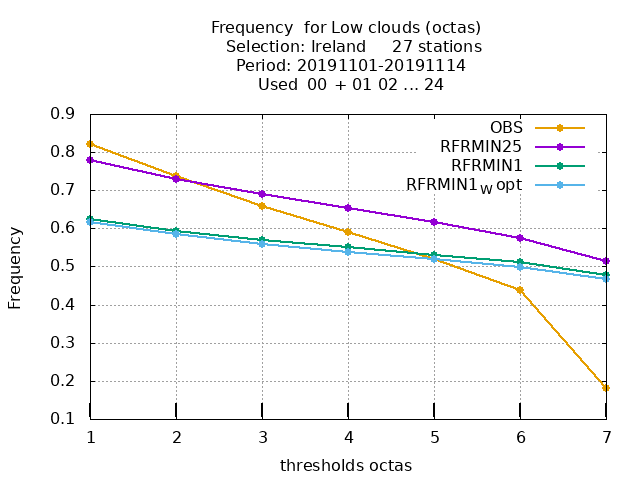 Frequency  for Low clouds (octas)
Selection: Ireland     27 stations
Period: 20191101-20191114
Used  00  + 01 02 ... 24
OBS
RFRMIN25
RFRMIN1
RFRMIN1_W opt
0.9
0.8
0.7
0.6
0.5
0.4
0.3
0.2
0.1
Frequency
1 2 3 4 5 6 7
thresholds octas